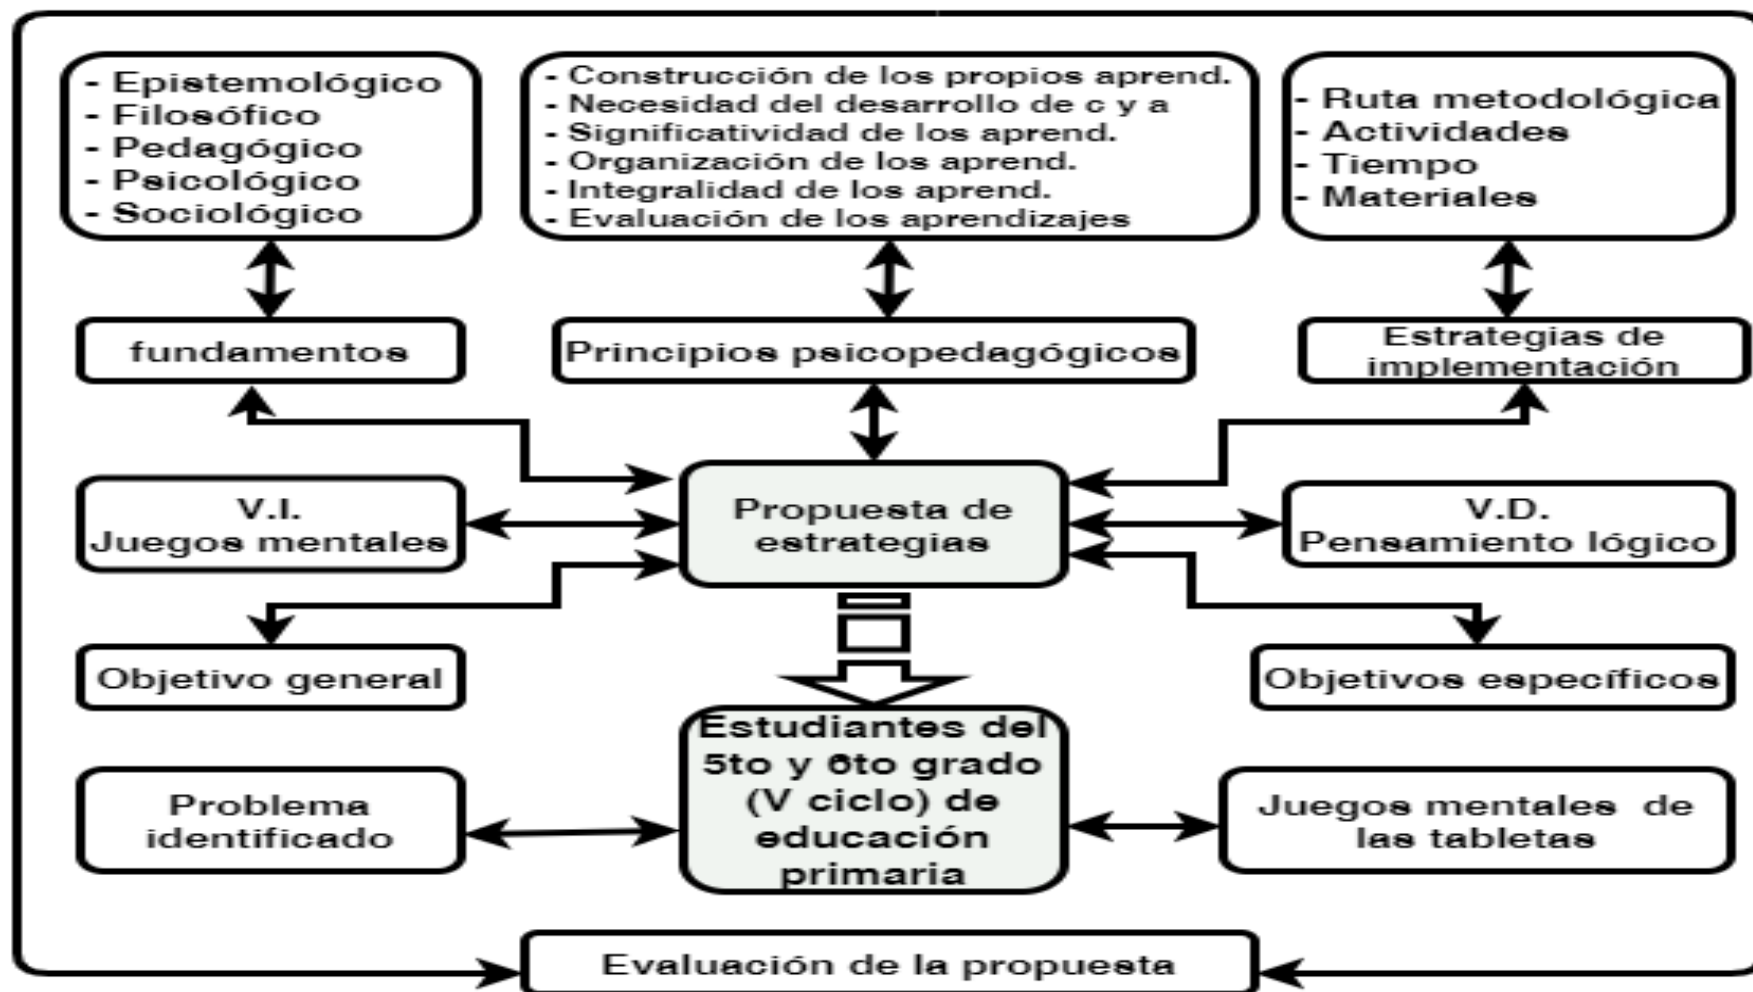 - Epistemológico
- Filosófico
- Pedagógico
- Psicológico
- Sociológico
- Construcción de los propios aprend.
- Necesidad del desarrollo de c y a
- Significatividad de los aprend.
- Organización de los aprend.
- Integralidad de los aprend.
- Evaluación de los aprendizajes
- Ruta metodológica
- Actividades
- Tiempo
- Materiales
fundamentos
Principios psicopedagógicos
Estrategias de
implementación
V.I.
Juegos mentales
Propuesta de
estrategias
V.D.
Pensamiento lógico
Objetivo general
Objetivos específicos
Estudiantes del
5to y 6to grado
(V ciclo) de
educación
primaria
Problema
identificado
Juegos mentales de
las tabletas
Evaluación de la propuesta